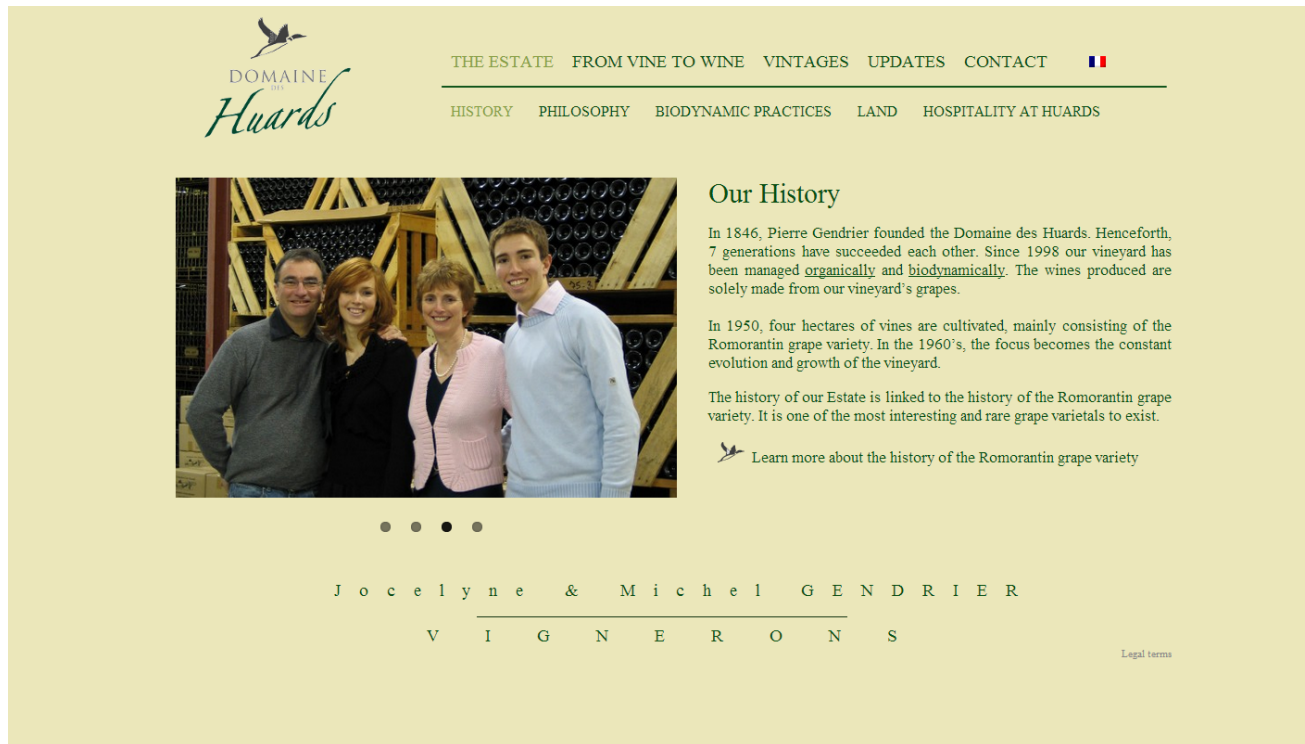 DOMAINE
DES
Huards
THE ESTATE FROM VINE TO WINE VINTAGES UPDATES CONTACT
HISTORY PHILOSOPHY BIODYNAMIC PRACTICES LAND HOSPITALITY AT HUARDS
Our History
In 1846, Pierre Gendrier founded the Domaine des Huards. Henceforth,
7 generations have succeeded each other. Since 1998 our vineyard has
been managed organically and biodynamically. The wines produced are
solely made from our vineyard’s grapes.
In 1950, four hectares of vines are cultivated, mainly consisting of the
Romorantin grape variety. In the 1960’s, the focus becomes the constant
evolution and growth of the vineyard.
The history of our Estate is linked to the history of the Romorantin grape
variety. It is one of the most interesting and rare grape varietals to exist.
Learn more about the history of the Romorantin grape variety
Jocelyne & Michel GENDRIER
VIGNERONS
Legal terms